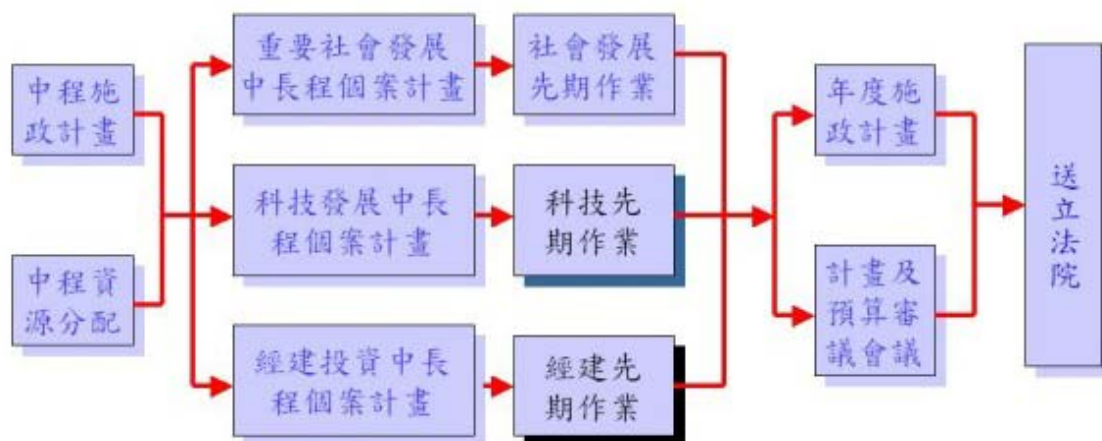 中程施
政計畫
中程資
源分配
重要社會發展
中長程個案計畫
科技發展中長
程個案計畫
經建投資中長
程個案計畫
社會發展
先期作業
科技先
期作業
經建先
期作業
年度施
政計畫
計畫及
預算審
議會議
送
立
法
院